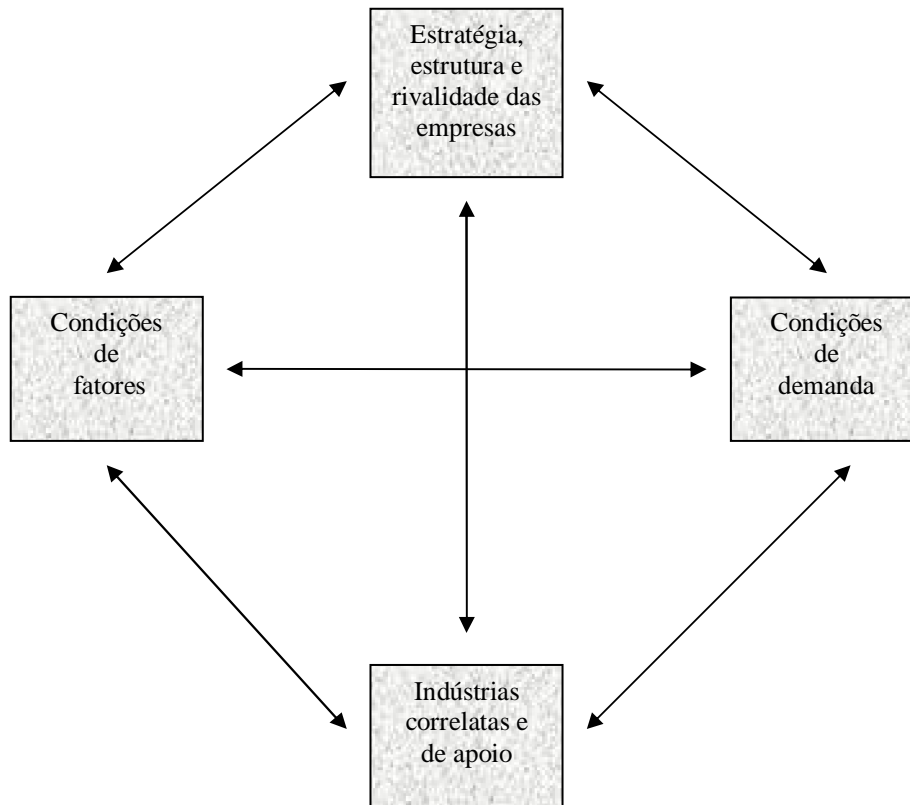 Estratégia,
estrutura e
rivalidade das
empresas
Condições
de
fatores
Condições
de
demanda
Indústrias
correlatas e
de apoio